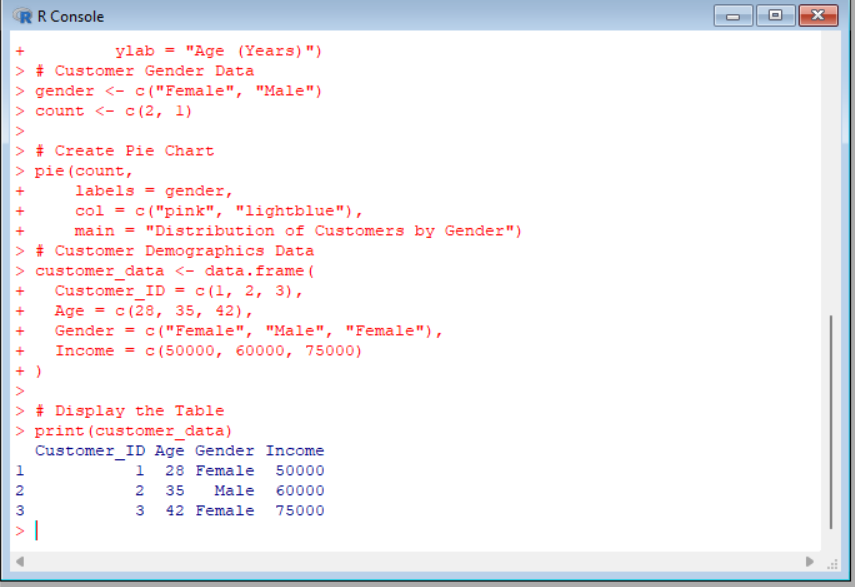 R Console
+         ylab = "Age (Years)")
> # Customer Gender Data
> gender <- c("Female", "Male")
> count <- c(2, 1)
>
> # Create Pie Chart
> pie(count,
+     labels = gender,
+     col = c("pink", "lightblue"),
+     main = "Distribution of Customers by Gender")
> # Customer Demographics Data
> customer_data <- data.frame(
+   Customer_ID = c(1, 2, 3),
+   Age = c(28, 35, 42),
+   Gender = c("Female", "Male", "Female"),
+   Income = c(50000, 60000, 75000)
+ )
>
> # Display the Table
> print(customer_data)
  Customer_ID Age Gender Income
1           1  28 Female  50000
2           2  35   Male  60000
3           3  42 Female  75000
>